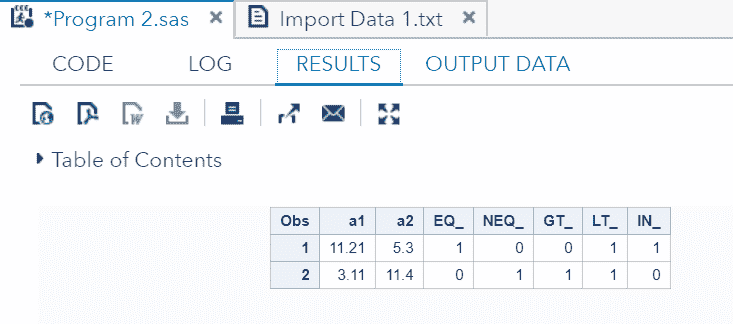 *Program 2.sas × Import Data 1.txt ×
CODE LOG RESULTS OUTPUT DATA
Table of Contents
Obs a1 a2 EQ_ NEQ_ GT_ LT_ IN_
1 11.21 5.3 1 0 0 1 1
2 3.11 11.4 0 1 1 1 0